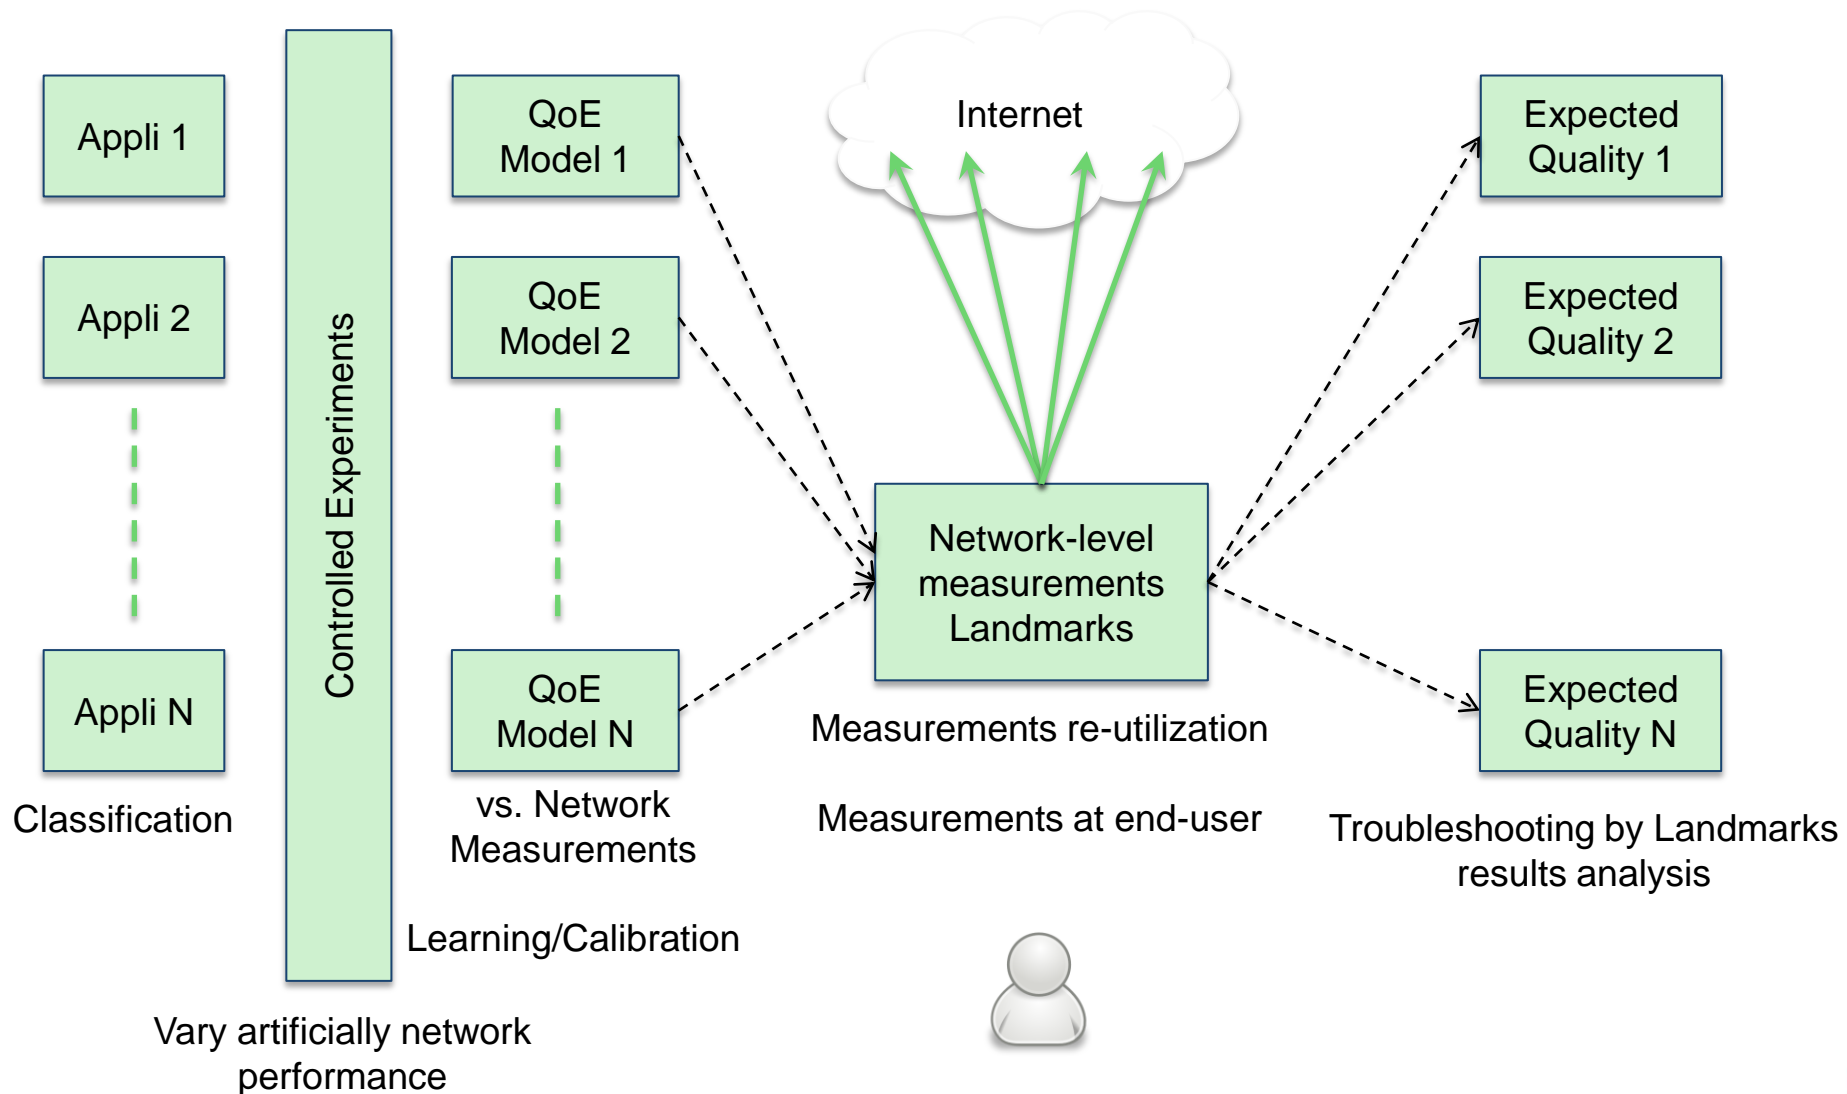 Appli 1
Appli 2
Appli N
Classification
Controlled Experiments
Vary artificially network
performance
QoE
Model 1
QoE
Model 2
QoE
Model N
vs. Network
Measurements
Learning/Calibration
Internet
Network-level
measurements
Landmarks
Measurements re-utilization
Measurements at end-user
Expected
Quality 1
Expected
Quality 2
Expected
Quality N
Troubleshooting by Landmarks
results analysis